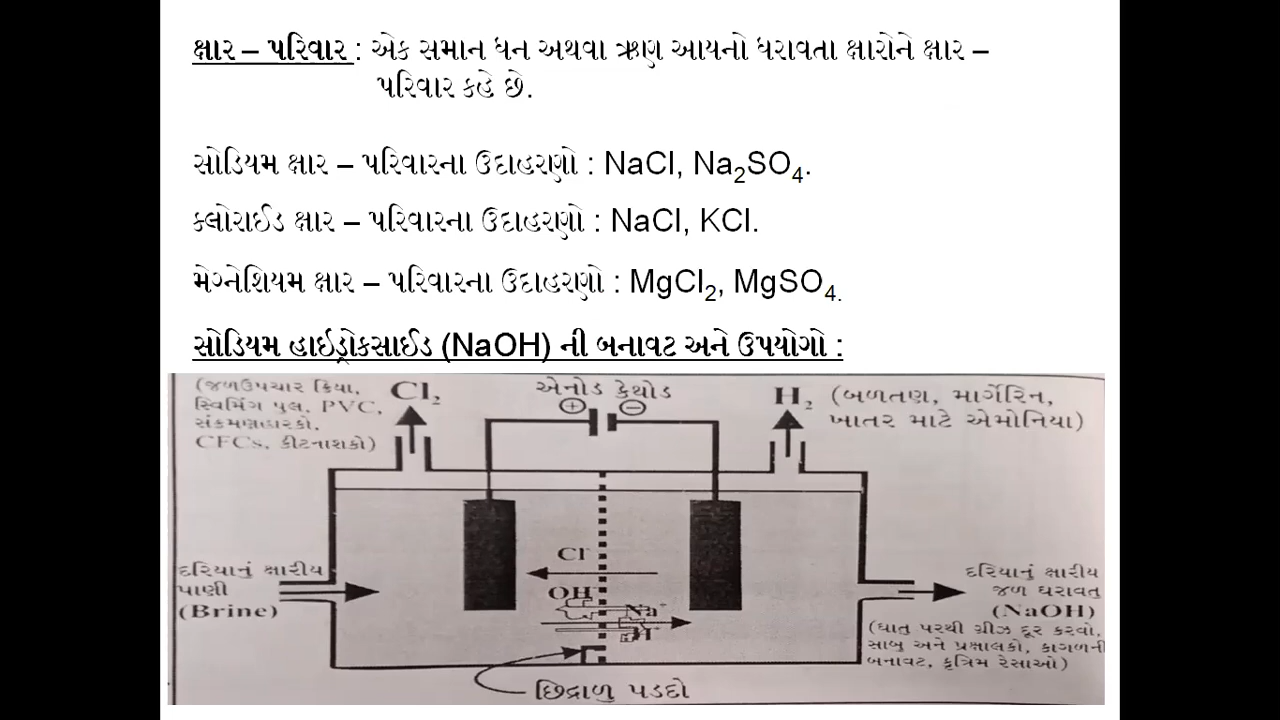 ક્ષાર – પરિવાર : એક સમાન ધન અથવા ઋણ આયનો ધરાવતા ક્ષારોને ક્ષાર –
પરિવાર કહે છે.
સોડિયમ ક્ષાર – પરિવારના ઉદાહરણો : NaCl, Na₂SO₄.
ક્લોરાઈડ ક્ષાર – પરિવારના ઉદાહરણો : NaCl, KCl.
મેગ્નેશિયમ ક્ષાર – પરિવારના ઉદાહરણો : MgCl₂, MgSO₄.
સોડિયમ હાઇડ્રોકસાઈડ (NaOH) ની બનાવટ અને ઉપયોગો :
(જળઉપચાર ક્રિયા,
સ્વિમિંગ પુલ, PVC,
સંક્રમણહારકો,
CFCs, કીટનાશકો)
Cl₂
એનોડ કેથોડ
H₂ (બળતણ, માર્ગેરિન,
ખાતર માટે એમોનિયા)
Cl⁻
OH
Na⁺
H⁺
દરિયાનું ક્ષારીય
પાણી
(Brine)
દરિયાનું ક્ષારીય
જળ ધરાવતુ
(NaOH)
(ધાતુ પરથી ગ્રીઝ દૂર કરવો,
સાબુ અને પ્રક્ષાલકો, કાગળની
બનાવટ, કૃત્રિમ રેસાઓ)
છિદ્રાળુ પડદો